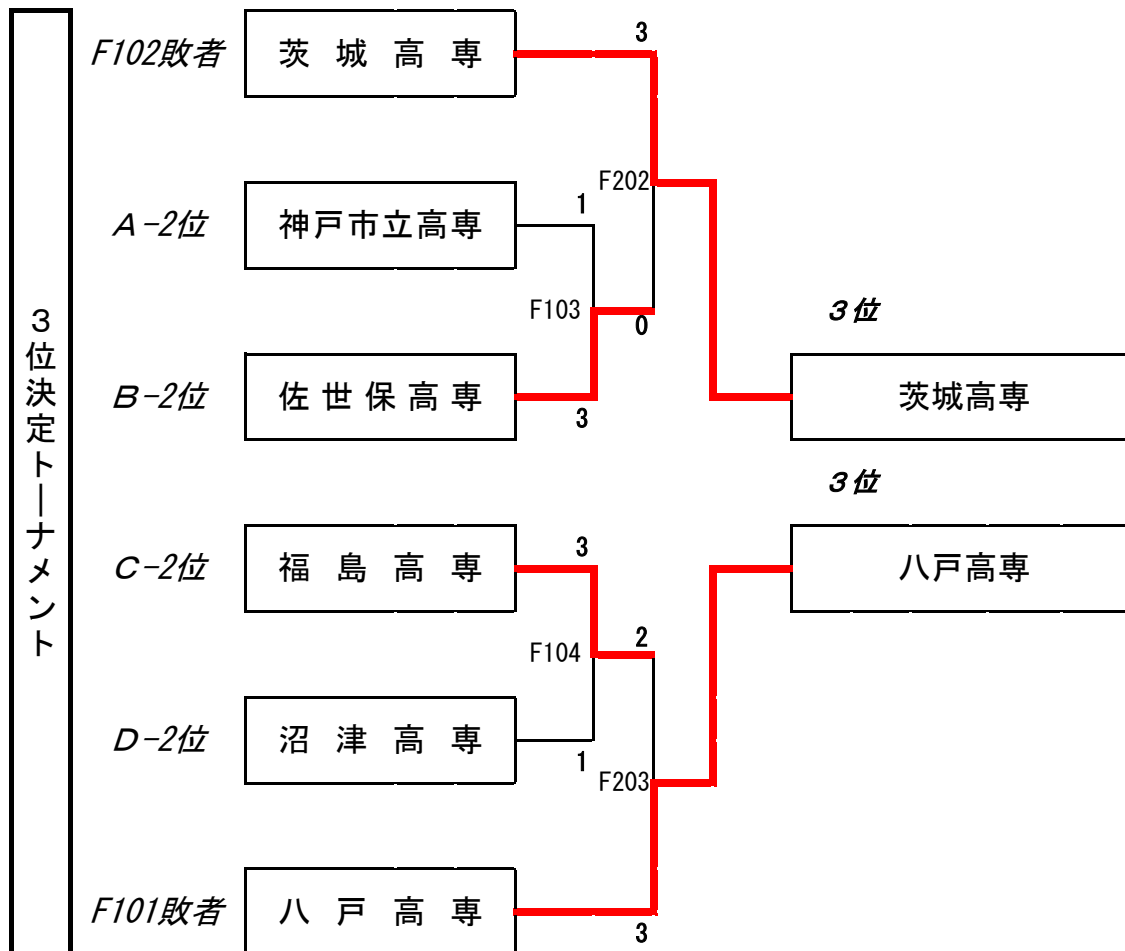 3位決定トーナメント
F102敗者 茨城高専 3
F202
A-2位 神戸市立高専 1
F103
0
3位
B-2位 佐世保高専 3
茨城高専
3位
C-2位 福島高専 3
八戸高専
F104
2
D-2位 沼津高専 1
F203
F101敗者 八戸高専 3